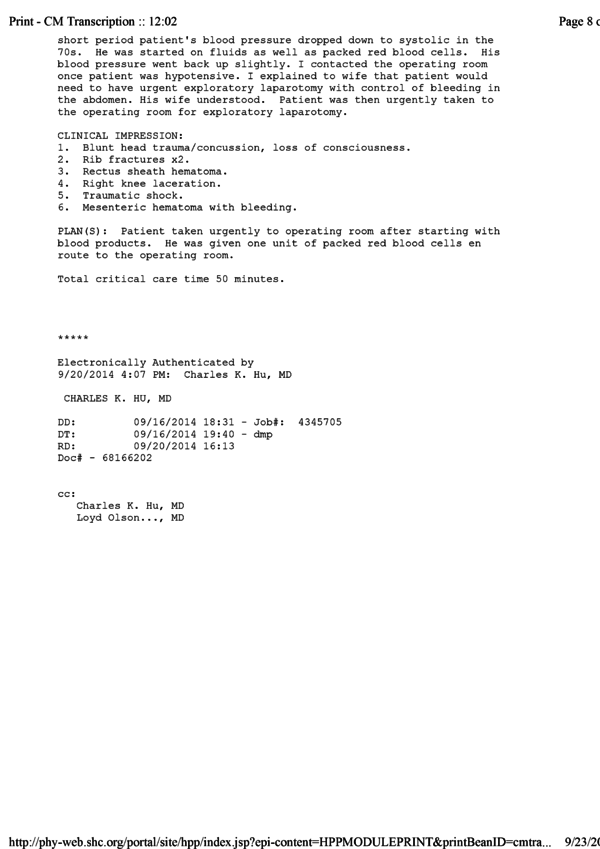 Print - CM Transcription :: 12:02 Page 8 o
short period patient's blood pressure dropped down to systolic in the
70s. He was started on fluids as well as packed red blood cells. His
blood pressure went back up slightly. I contacted the operating room
once patient was hypotensive. I explained to wife that patient would
need to have urgent exploratory laparotomy with control of bleeding in
the abdomen. His wife understood. Patient was then urgently taken to
the operating room for exploratory laparotomy.
CLINICAL IMPRESSION:
1. Blunt head trauma/concussion, loss of consciousness.
2. Rib fractures x2.
3. Rectus sheath hematoma.
4. Right knee laceration.
5. Traumatic shock.
6. Mesenteric hematoma with bleeding.
PLAN(S): Patient taken urgently to operating room after starting with
blood products. He was given one unit of packed red blood cells en
route to the operating room.
Total critical care time 50 minutes.
*****
Electronically Authenticated by
9/20/2014 4:07 PM: Charles K. Hu, MD
CHARLES K. HU, MD
DD: 09/16/2014 18:31 - Job#: 4345705
DT: 09/16/2014 19:40 - dmp
RD: 09/20/2014 16:13
Doc# - 68166202
cc:
Charles K. Hu, MD
Loyd Olson..., MD
http://phy-web.shc.org/portal/site/hpp/index.jsp?epi-content=HPPMODULEPRINT&printBeanID=cmtra... 9/23/20